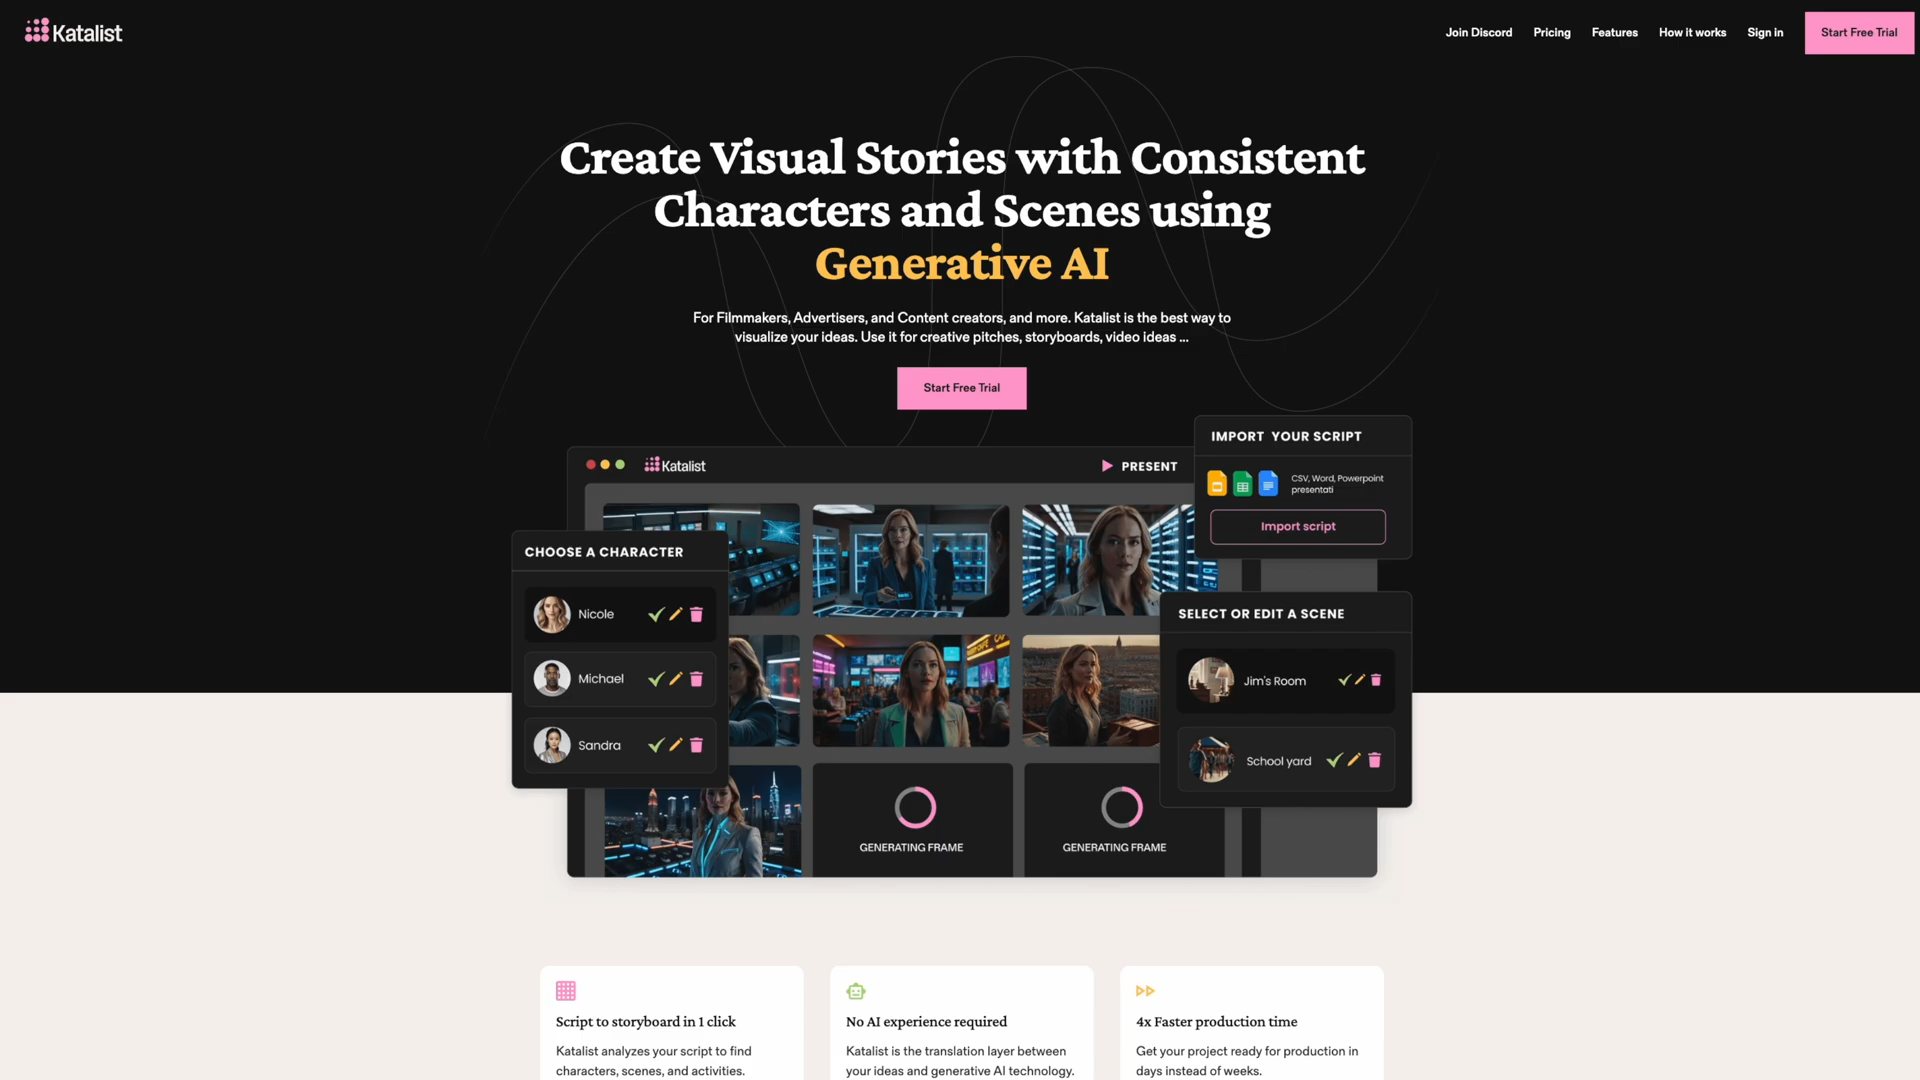 Katalist
Join Discord
Pricing
Features
How it works
Sign in
Start Free Trial
Create Visual Stories with Consistent
Characters and Scenes using
Generative AI
For Filmmakers, Advertisers, and Content creators, and more. Katalist is the best way to
visualize your ideas. Use it for creative pitches, storyboards, video ideas ...
Start Free Trial
Katalist
PRESENT
IMPORT YOUR SCRIPT
CSV, Word, Powerpoint
presentati
Import script
CHOOSE A CHARACTER
Nicole
Michael
Sandra
SELECT OR EDIT A SCENE
Jim's Room
School yard
GENERATING FRAME
GENERATING FRAME
Script to storyboard in 1 click
Katalist analyzes your script to find
characters, scenes, and activities.
No AI experience required
Katalist is the translation layer between
your ideas and generative AI technology.
4x Faster production time
Get your project ready for production in
days instead of weeks.